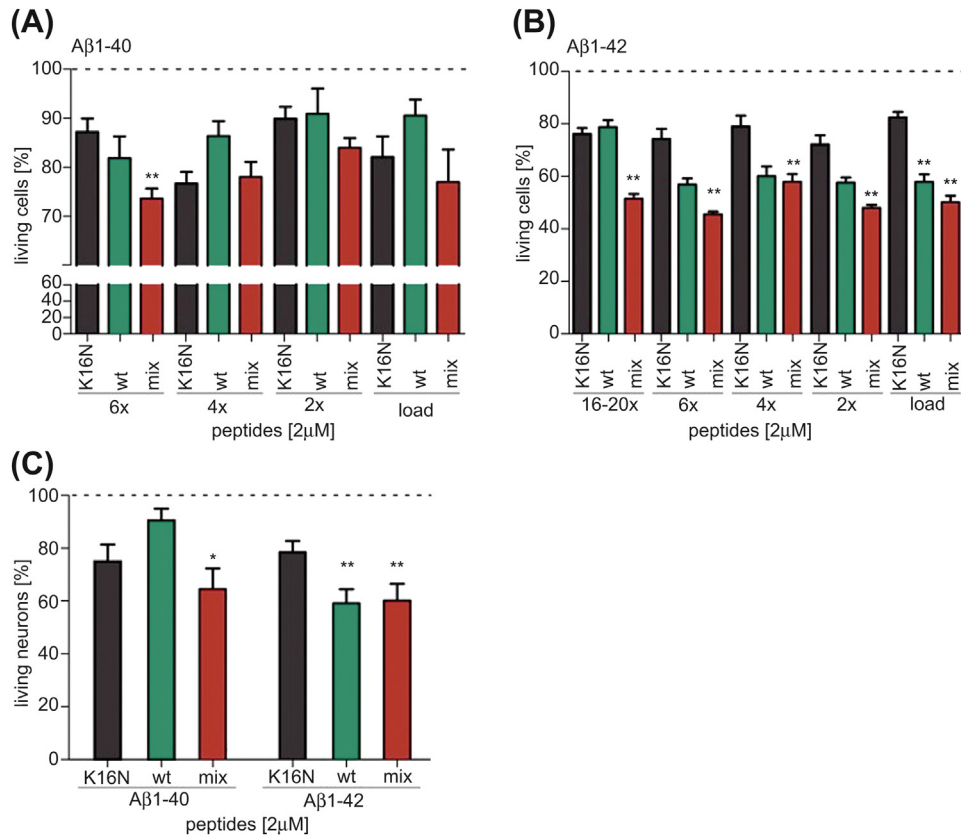 (A)
Aβ1-40
living cells [%]
100
90
80
70
60
40
20
0
**
K16N wt mix K16N wt mix K16N wt mix K16N wt mix
6x 4x 2x load
peptides [2μM]
(B)
Aβ1-42
living cells [%]
100
80
60
40
20
0
** ** ** ** ** **
K16N wt mix K16N wt mix K16N wt mix K16N wt mix K16N wt mix
16-20x 6x 4x 2x load
peptides [2μM]
(C)
living neurons [%]
100
80
60
40
20
0
* ** **
K16N wt mix K16N wt mix
Aβ1-40 Aβ1-42
peptides [2μM]